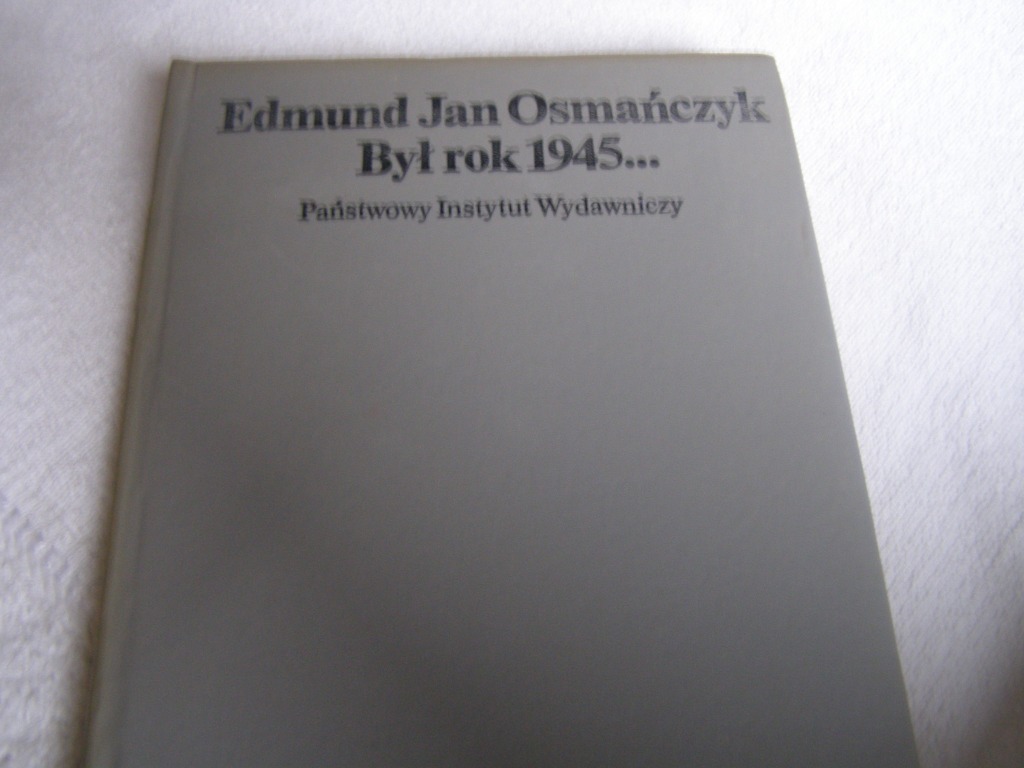 Edmund Jan Osmańczyk
Był rok 1945...
Państwowy Instytut Wydawniczy